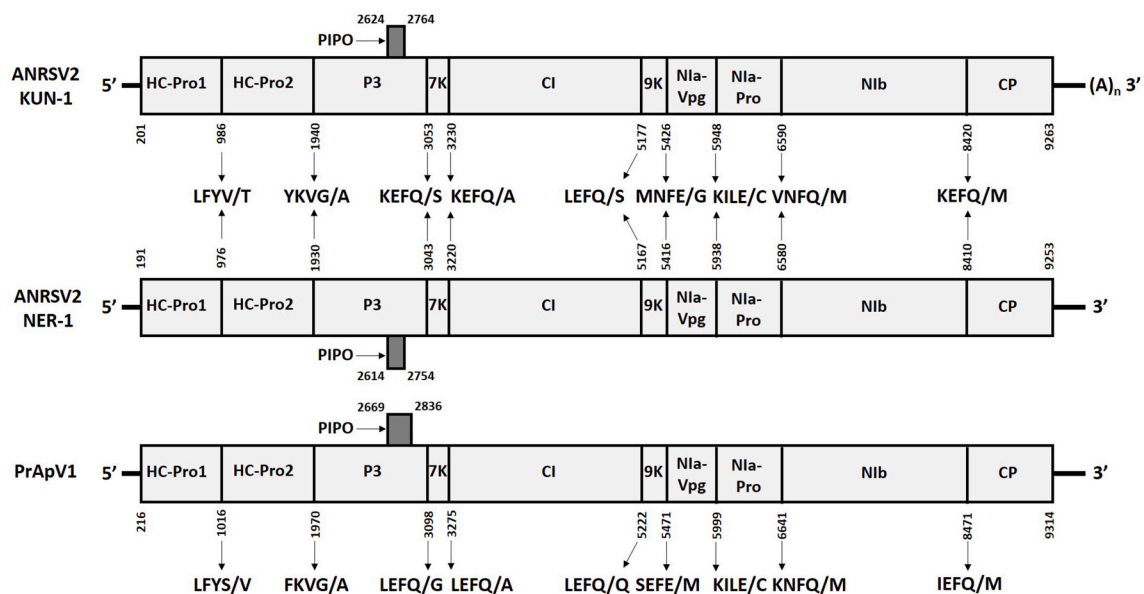 2624 2764
PIPO
ANRSV2
KUN-1
5’ HC-Pro1 HC-Pro2 P3 7K CI 9K NIa-Vpg NIa-Pro NIb CP (A)n 3’
201 986 1940 3053 3230 5177 5426 5948 6590 8420 9263
LFYV/T YKVG/A KEFQ/S KEFQ/A LEFQ/S MNFE/G KILE/C VNFQ/M KEFQ/M
191 976 1930 3043 3220 5167 5416 5938 6580 8410 9253
ANRSV2
NER-1
5’ HC-Pro1 HC-Pro2 P3 7K CI 9K NIa-Vpg NIa-Pro NIb CP 3’
PIPO
2614 2754
2669 2836
PIPO
PrApV1 5’ HC-Pro1 HC-Pro2 P3 7K CI 9K NIa-Vpg NIa-Pro NIb CP 3’
216 1016 1970 3098 3275 5222 5471 5999 6641 8471 9314
LFYS/V FKVG/A LEFQ/G LEFQ/A LEFQ/Q SEFE/M KILE/C KNFQ/M IEFQ/M